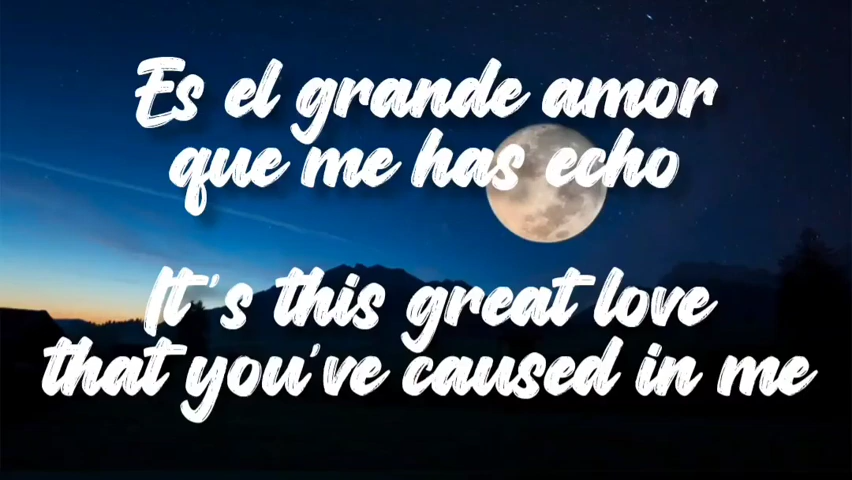 Es el grande amor
que me has echo
It's this great love
that you've caused in me